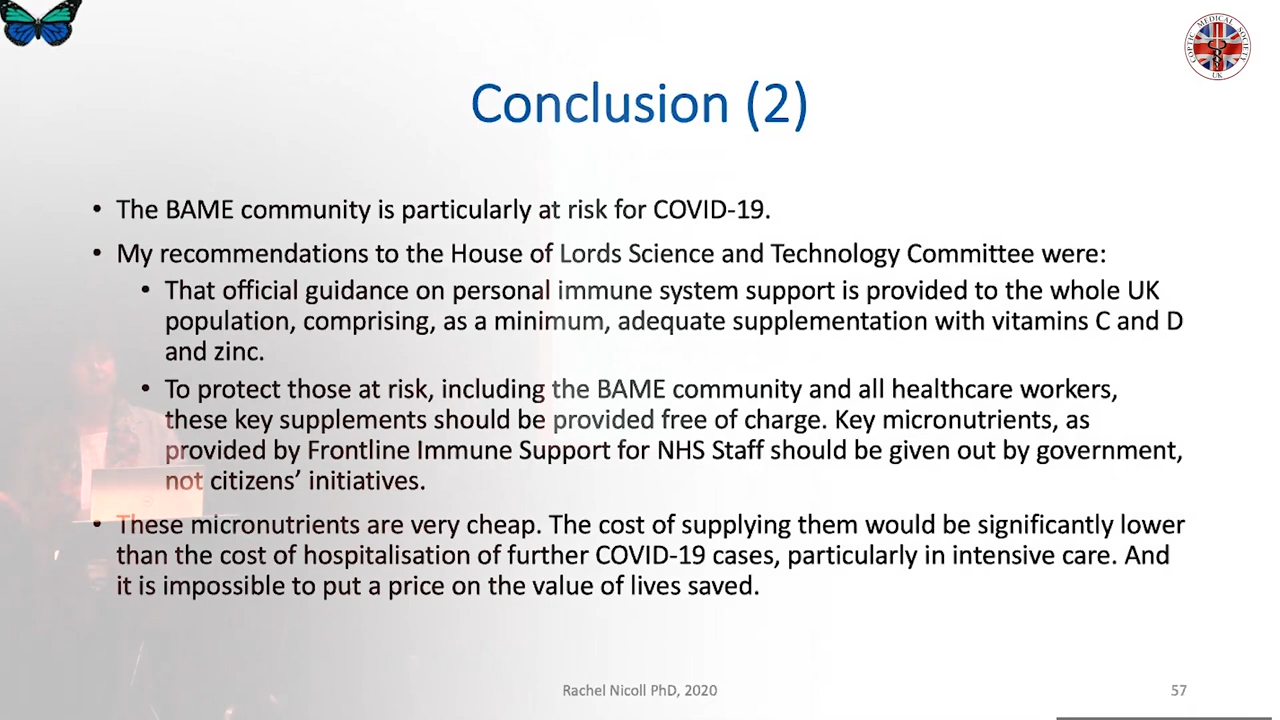 COPTIC MEDICAL SOCIETY
UK
Conclusion (2)
• The BAME community is particularly at risk for COVID-19.
• My recommendations to the House of Lords Science and Technology Committee were:
• That official guidance on personal immune system support is provided to the whole UK
population, comprising, as a minimum, adequate supplementation with vitamins C and D
and zinc.
• To protect those at risk, including the BAME community and all healthcare workers,
these key supplements should be provided free of charge. Key micronutrients, as
provided by Frontline Immune Support for NHS Staff should be given out by government,
not citizens’ initiatives.
• These micronutrients are very cheap. The cost of supplying them would be significantly lower
than the cost of hospitalisation of further COVID-19 cases, particularly in intensive care. And
it is impossible to put a price on the value of lives saved.
Rachel Nicoll PhD, 2020
57